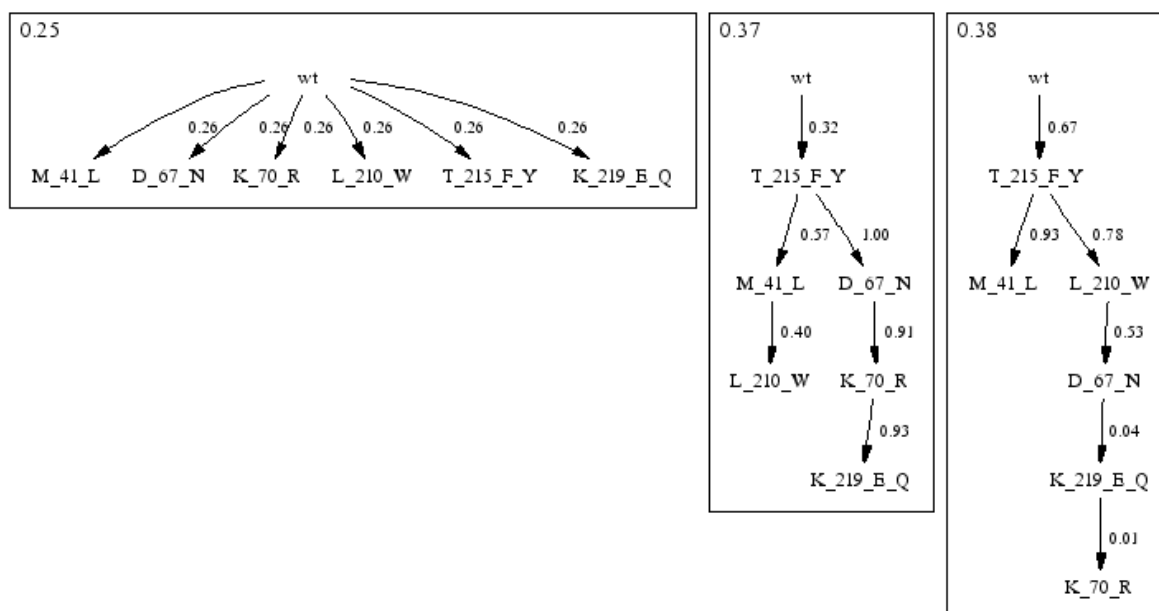 0.25
wt
0.26 0.26 0.26 0.26 0.26 0.26
M_41_L D_67_N K_70_R L_210_W T_215_F_Y K_219_E_Q
0.37
wt
0.32
T_215_F_Y
0.57 1.00
M_41_L D_67_N
0.40 0.91
L_210_W K_70_R
0.93
K_219_E_Q
0.38
wt
0.67
T_215_F_Y
0.93 0.78
M_41_L L_210_W
0.53
D_67_N
0.04
K_219_E_Q
0.01
K_70_R